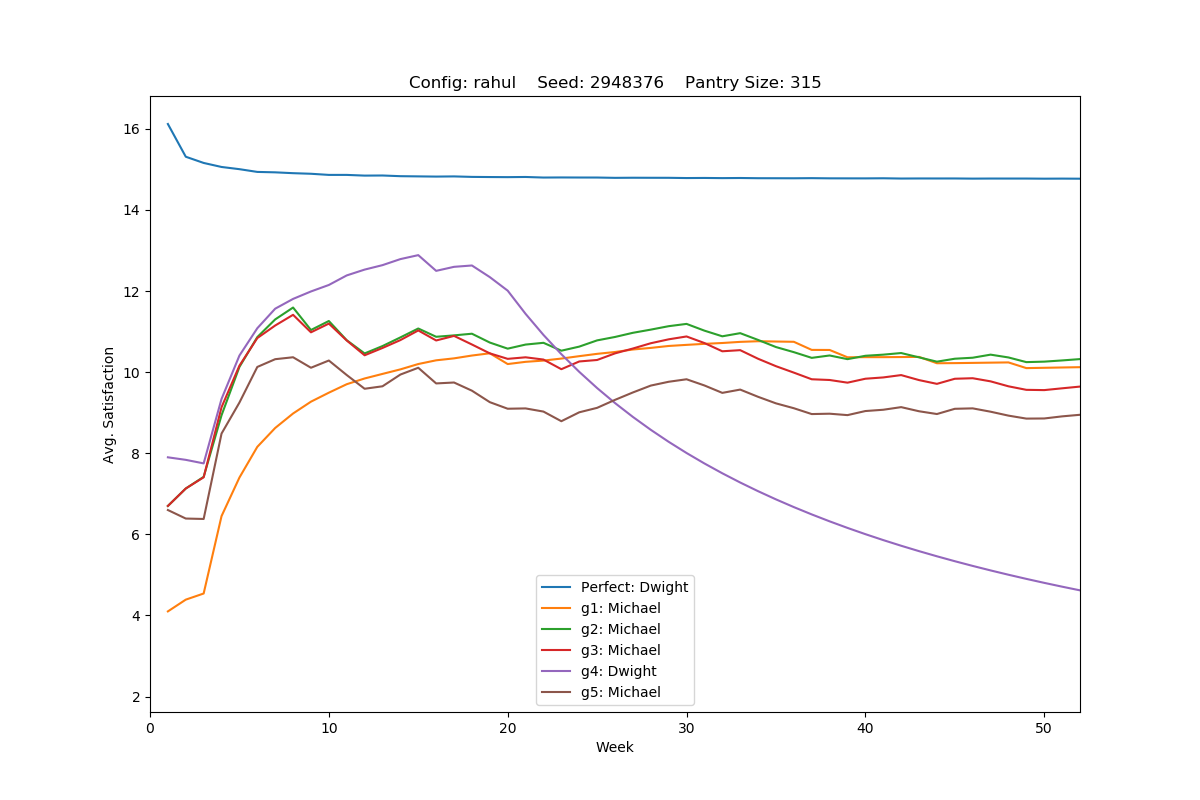 Config: rahul    Seed: 2948376    Pantry Size: 315
16
14
12
10
8
6
4
2
Avg. Satisfaction
Perfect: Dwight
g1: Michael
g2: Michael
g3: Michael
g4: Dwight
g5: Michael
0 10 20 30 40 50
Week